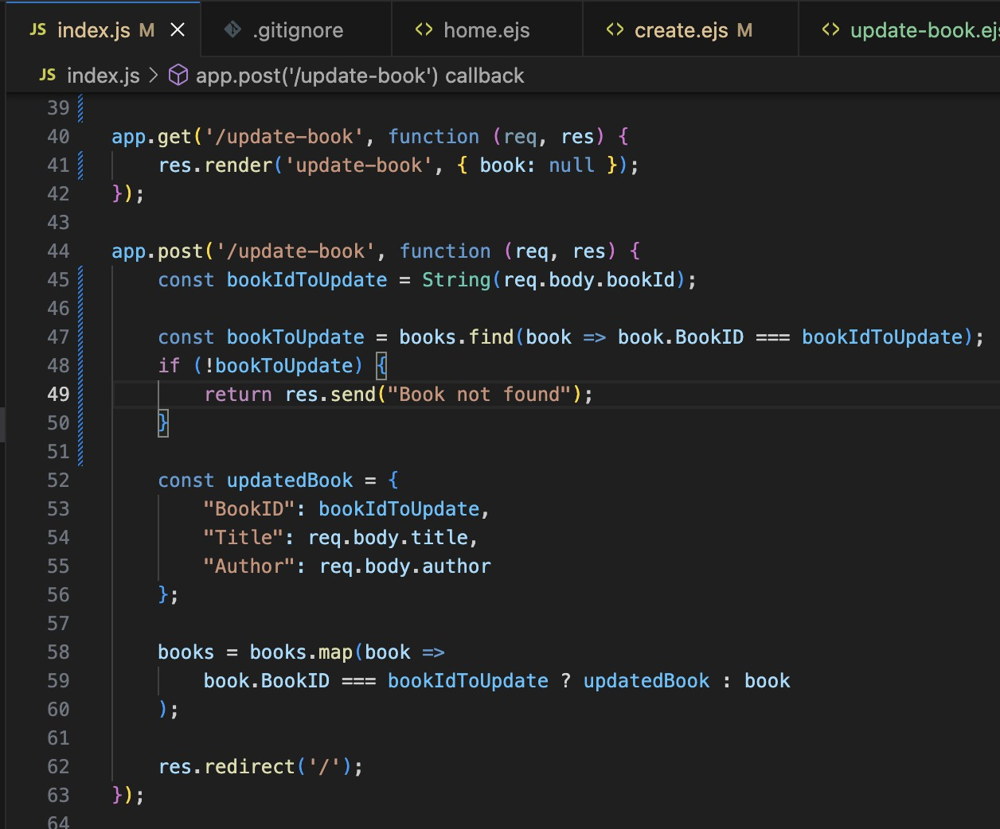 JS index.js M × .gitignore <> home.ejs <> create.ejs M <> update-book.ejs
JS index.js > app.post('/update-book') callback
39
40 app.get('/update-book', function (req, res) {
41     res.render('update-book', { book: null });
42 });
43
44 app.post('/update-book', function (req, res) {
45     const bookIdToUpdate = String(req.body.bookId);
46
47     const bookToUpdate = books.find(book => book.BookID === bookIdToUpdate);
48     if (!bookToUpdate) {
49         return res.send("Book not found");
50     }
51
52     const updatedBook = {
53         "BookID": bookIdToUpdate,
54         "Title": req.body.title,
55         "Author": req.body.author
56     };
57
58     books = books.map(book =>
59         book.BookID === bookIdToUpdate ? updatedBook : book
60     );
61
62     res.redirect('/');
63 });
64